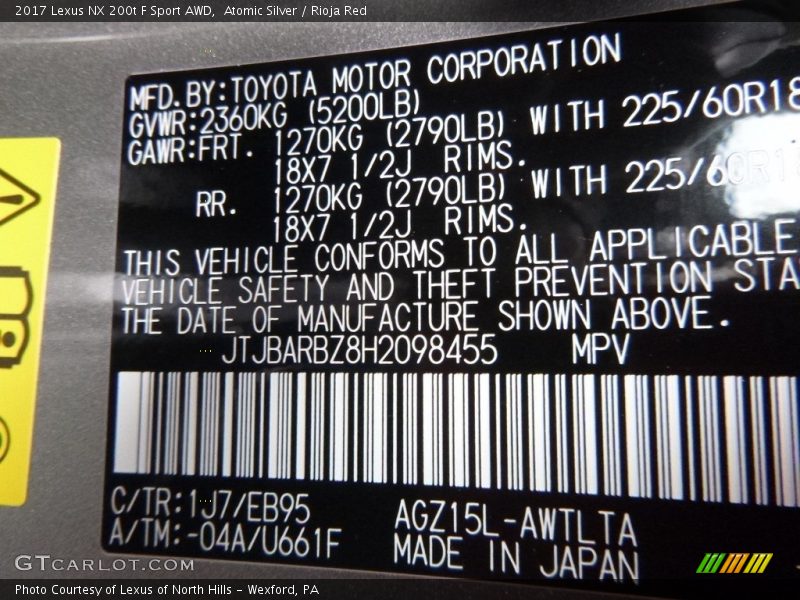 2017 Lexus NX 200t F Sport AWD, Atomic Silver / Rioja Red
MFD.BY:TOYOTA MOTOR CORPORATION
GVWR:2360KG (5200LB)
GAWR:FRT. 1270KG (2790LB) WITH 225/60R18
18X7 1/2J RIMS.
RR. 1270KG (2790LB) WITH 225/60R18
18X7 1/2J RIMS.
THIS VEHICLE CONFORMS TO ALL APPLICABLE
VEHICLE SAFETY AND THEFT PREVENTION STA
THE DATE OF MANUFACTURE SHOWN ABOVE.
JTJBARBZ8H2098455 MPV
C/TR:1J7/EB95 AGZ15L-AWTLTA
A/TM:-04A/U661F MADE IN JAPAN
GTCARLOT.COM
Photo Courtesy of Lexus of North Hills - Wexford, PA